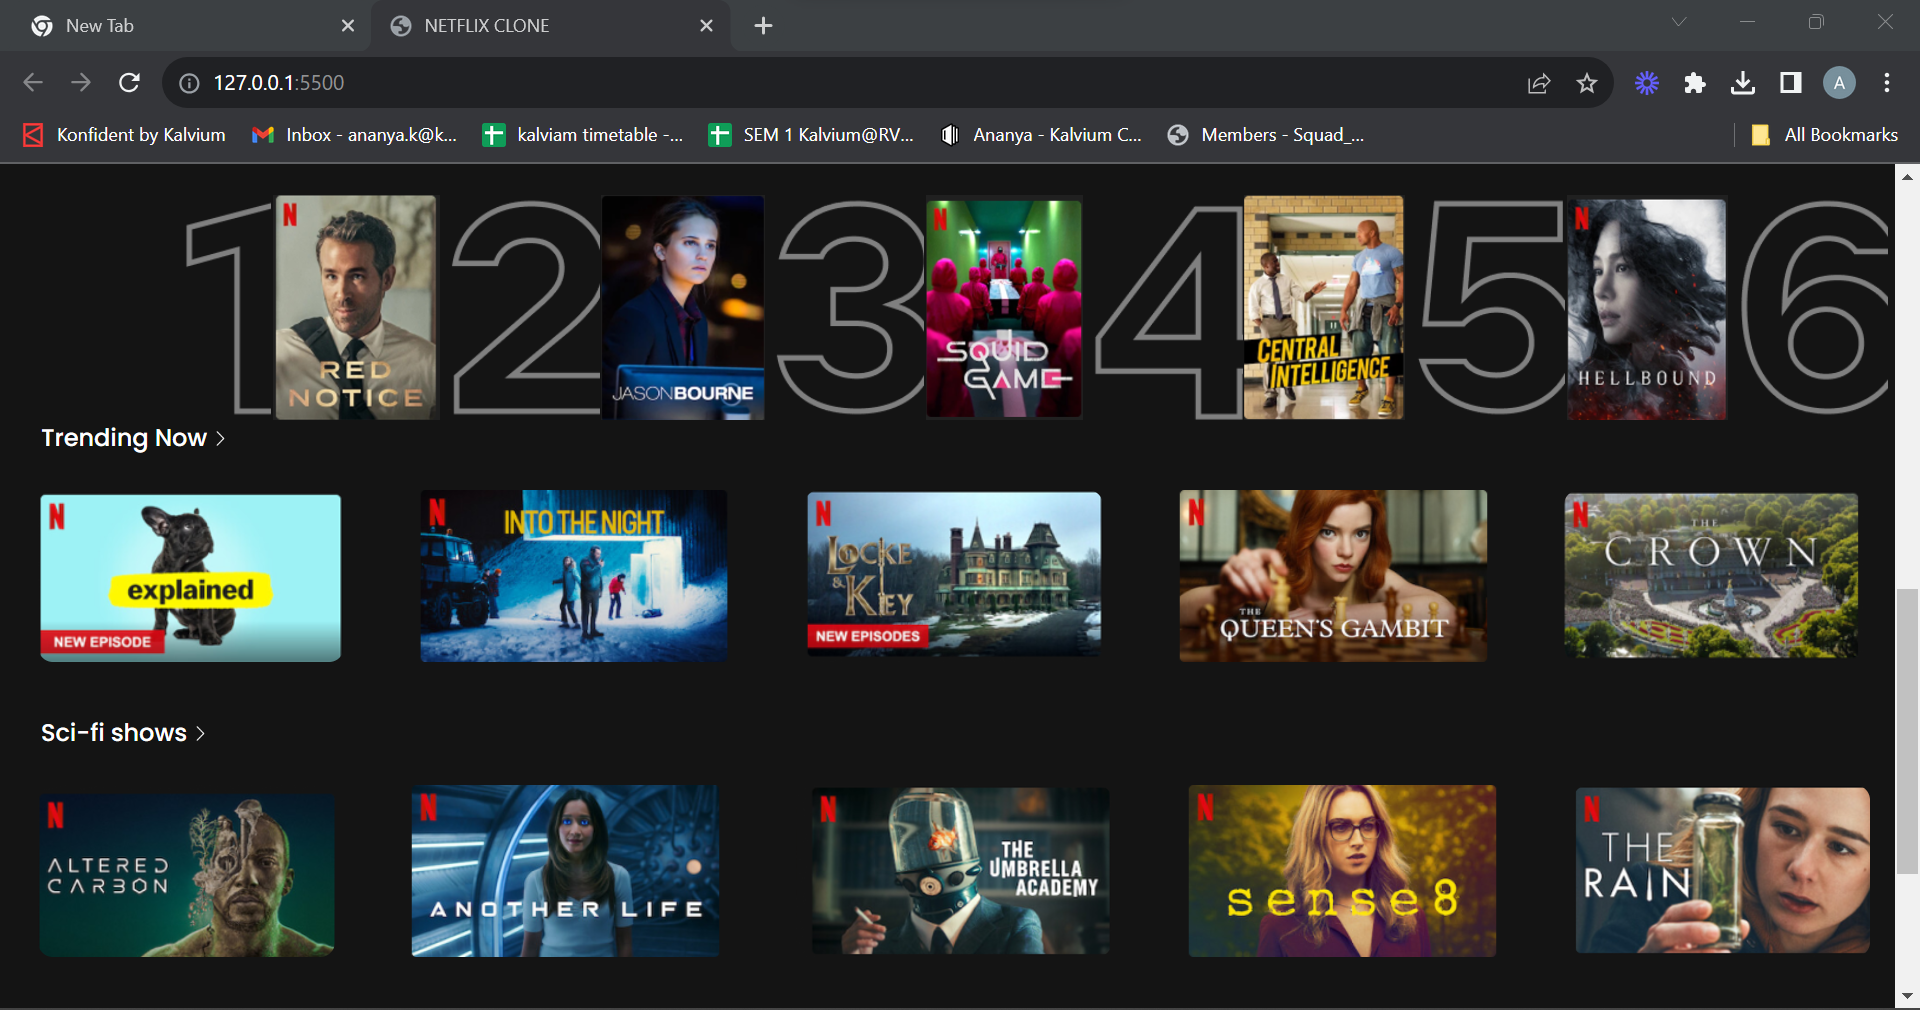 New Tab
NETFLIX CLONE
127.0.0.1:5500
A
Konfident by Kalvium
Inbox - ananya.k@k...
kalviam timetable -...
SEM 1 Kalvium@RV...
Ananya - Kalvium C...
Members - Squad_...
All Bookmarks
1
N
RED
NOTICE
2
JASONBOURNE
3
N
SQUID
GAME
4
CENTRAL
INTELLIGENCE
5
N
HELLBOUND
6
Trending Now >
N
explained
NEW EPISODE
N
INTO THE NIGHT
N
LOCKE
& KEY
NEW EPISODES
N
THE
QUEEN'S GAMBIT
N
THE
CROWN
Sci-fi shows >
N
ALTERED
CARBON
N
ANOTHER LIFE
N
THE
UMBRELLA
ACADEMY
N
sense8
N
THE
RAIN